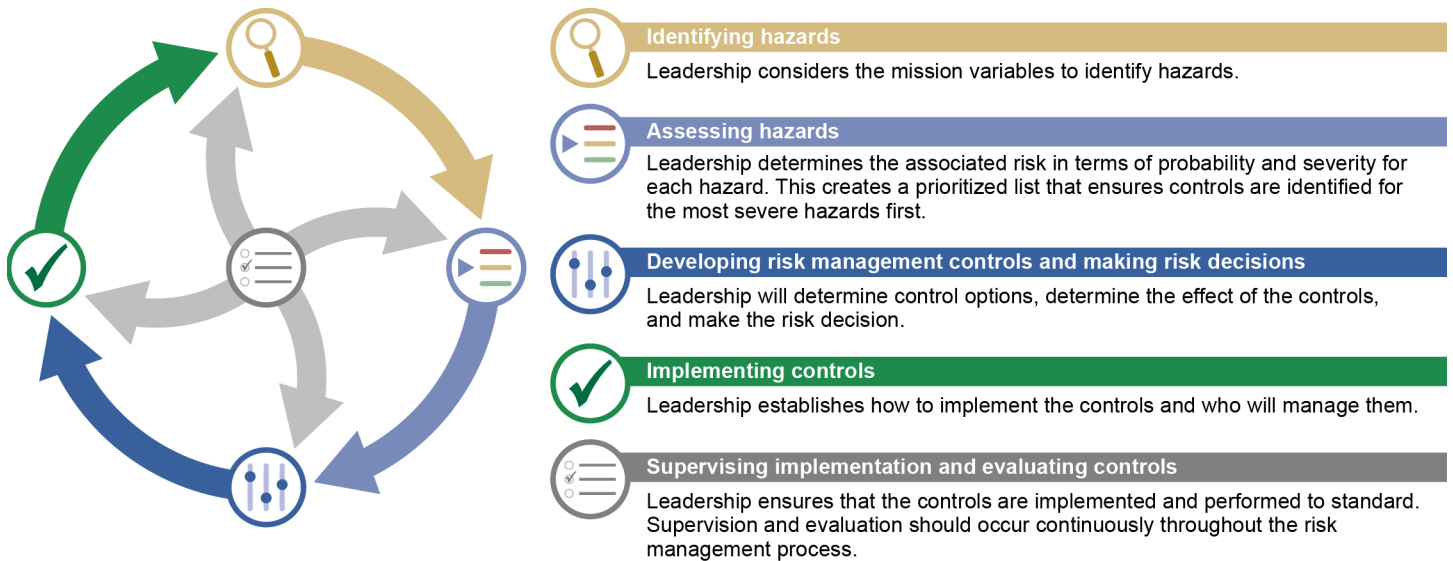 Identifying hazards
Leadership considers the mission variables to identify hazards.
Assessing hazards
Leadership determines the associated risk in terms of probability and severity for
each hazard. This creates a prioritized list that ensures controls are identified for
the most severe hazards first.
Developing risk management controls and making risk decisions
Leadership will determine control options, determine the effect of the controls,
and make the risk decision.
Implementing controls
Leadership establishes how to implement the controls and who will manage them.
Supervising implementation and evaluating controls
Leadership ensures that the controls are implemented and performed to standard.
Supervision and evaluation should occur continuously throughout the risk
management process.